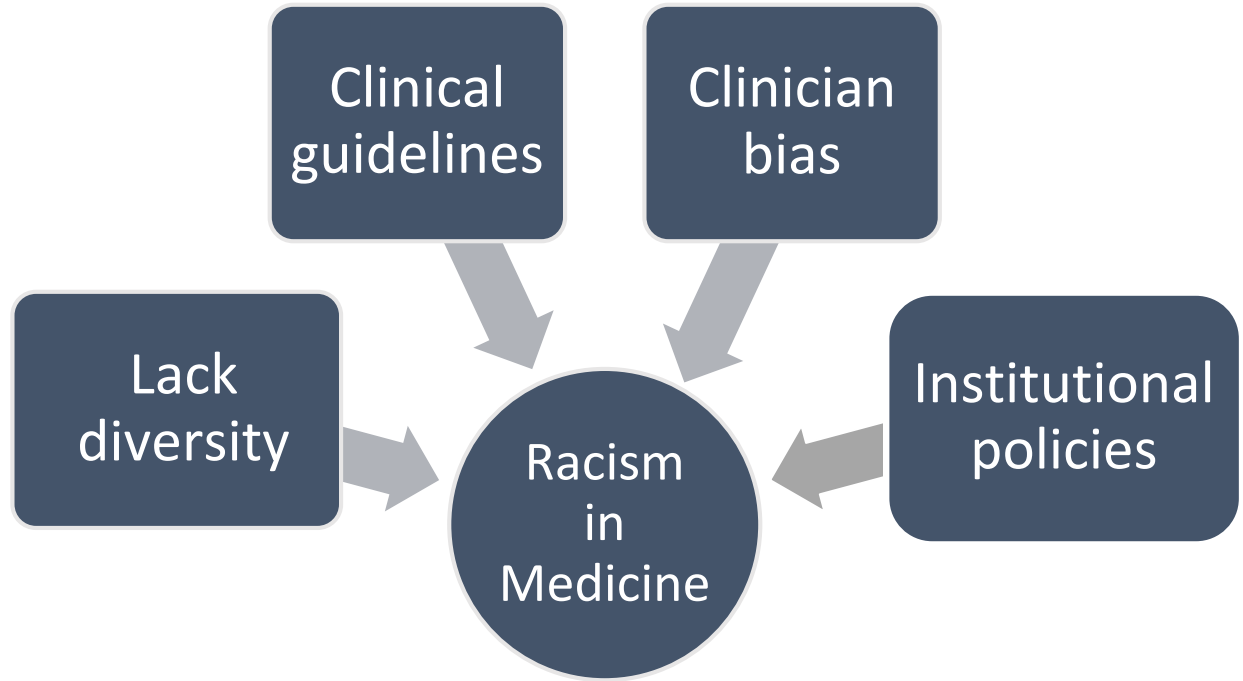 Clinical
guidelines
Clinician
bias
Lack
diversity
Institutional
policies
Racism
in
Medicine